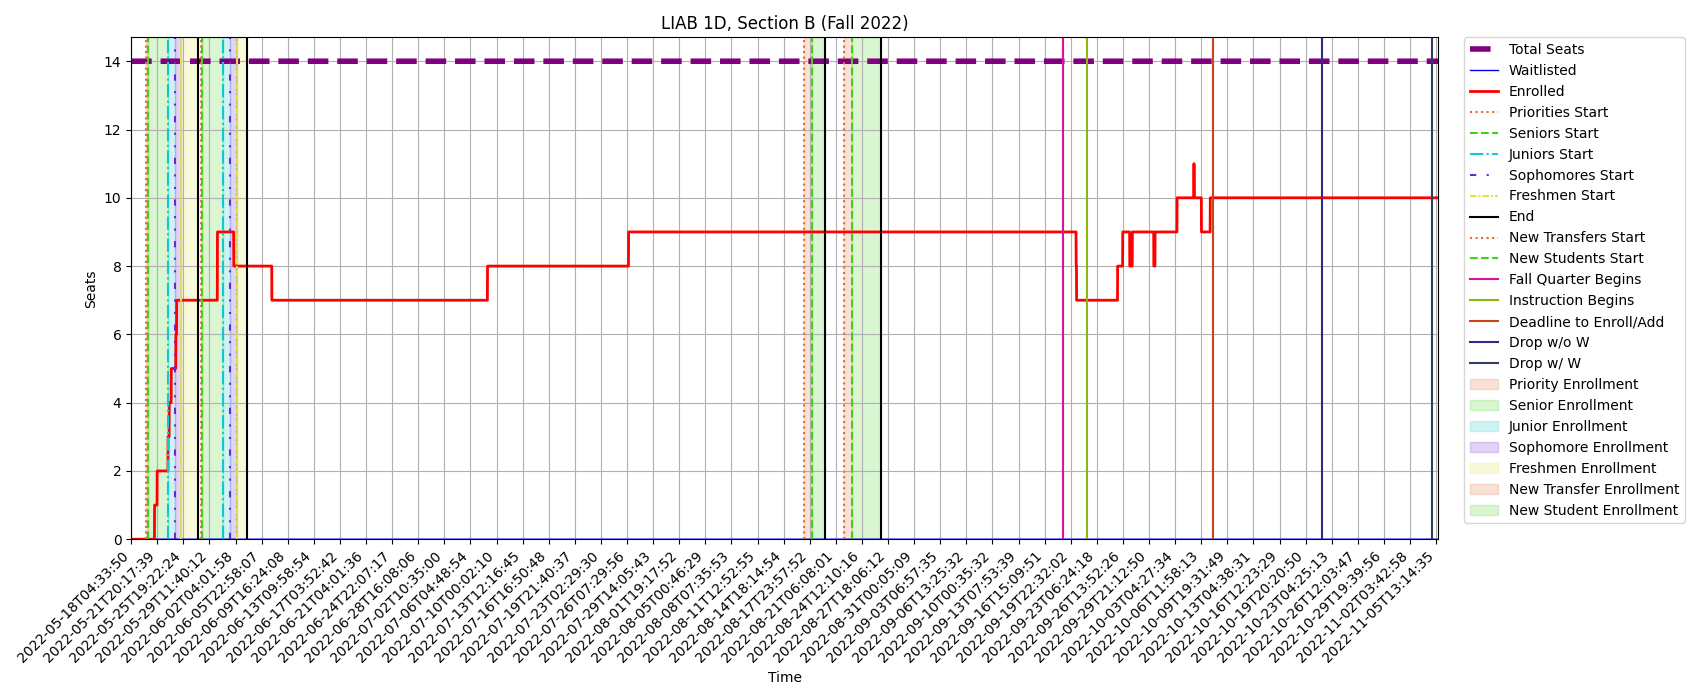 LIAB 1D, Section B (Fall 2022)
Seats
14
12
10
8
6
4
2
0
2022-05-18T04:33:50
2022-05-21T20:17:39
2022-05-25T19:22:24
2022-05-29T11:40:12
2022-06-02T04:01:58
2022-06-05T22:58:07
2022-06-09T16:24:08
2022-06-13T09:58:54
2022-06-17T03:52:42
2022-06-21T04:01:36
2022-06-24T22:07:17
2022-06-28T16:08:06
2022-07-02T10:35:00
2022-07-06T04:48:54
2022-07-10T00:02:10
2022-07-13T12:16:45
2022-07-16T16:50:48
2022-07-19T21:40:37
2022-07-23T02:29:30
2022-07-26T07:29:56
2022-07-29T14:05:43
2022-08-01T19:17:52
2022-08-05T00:46:29
2022-08-08T07:35:53
2022-08-11T12:52:55
2022-08-14T18:14:54
2022-08-17T23:57:52
2022-08-21T06:08:01
2022-08-24T12:10:16
2022-08-27T18:06:12
2022-08-31T00:05:09
2022-09-03T06:57:35
2022-09-06T13:25:32
2022-09-10T00:35:32
2022-09-13T07:53:39
2022-09-16T15:09:51
2022-09-19T22:32:02
2022-09-23T06:24:18
2022-09-26T13:52:26
2022-09-29T21:12:50
2022-10-03T04:27:34
2022-10-06T11:58:13
2022-10-09T19:31:49
2022-10-13T04:38:31
2022-10-16T12:23:29
2022-10-19T20:20:50
2022-10-23T04:25:13
2022-10-26T12:03:47
2022-10-29T19:39:56
2022-11-02T03:42:58
2022-11-05T13:14:35
Time
Total Seats
Waitlisted
Enrolled
Priorities Start
Seniors Start
Juniors Start
Sophomores Start
Freshmen Start
End
New Transfers Start
New Students Start
Fall Quarter Begins
Instruction Begins
Deadline to Enroll/Add
Drop w/o W
Drop w/ W
Priority Enrollment
Senior Enrollment
Junior Enrollment
Sophomore Enrollment
Freshmen Enrollment
New Transfer Enrollment
New Student Enrollment